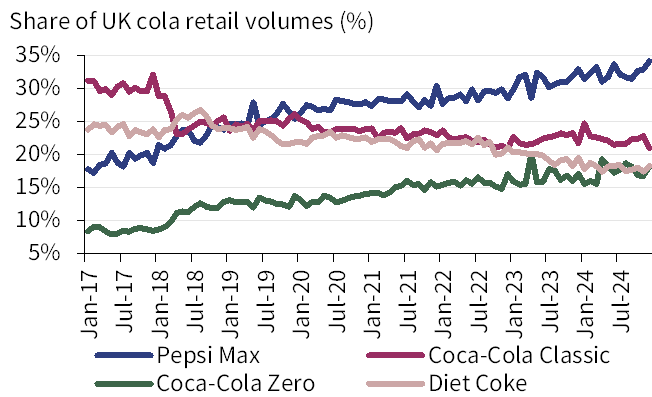 Share of UK cola retail volumes (%)
35%
30%
25%
20%
15%
10%
5%
Jan-17
Jul-17
Jan-18
Jul-18
Jan-19
Jul-19
Jan-20
Jul-20
Jan-21
Jul-21
Jan-22
Jul-22
Jan-23
Jul-23
Jan-24
Jul-24
Pepsi Max
Coca-Cola Classic
Coca-Cola Zero
Diet Coke